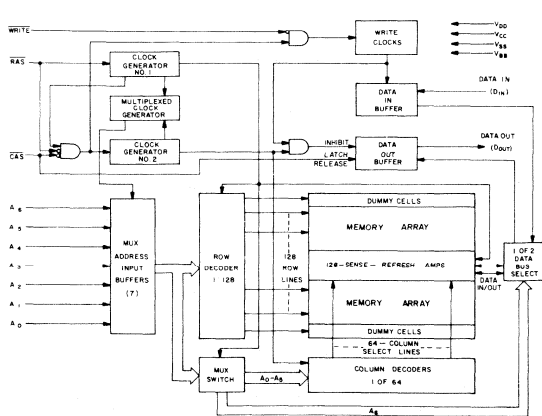 WRITE
WRITE
CLOCKS
VDD
VCC
VSS
VBB
RAS
CLOCK
GENERATOR
NO. 1
MULTIPLEXED
CLOCK
GENERATOR
DATA
IN
BUFFER
DATA IN
(DIN)
CAS
CLOCK
GENERATOR
NO. 2
INHIBIT
LATCH
RELEASE
DATA
OUT
BUFFER
DATA OUT
(DOUT)
A6
A5
A4
A3
A2
A1
A0
MUX
ADDRESS
INPUT
BUFFERS
(7)
ROW
DECODER
1 128
128
ROW
LINES
DUMMY CELLS
MEMORY ARRAY
128-SENSE-REFRESH AMPS
MEMORY ARRAY
DUMMY CELLS
DATA
IN/OUT
1 OF 2
DATA
BUS
SELECT
64-COLUMN
SELECT LINES
MUX
SWITCH
A0-A5
COLUMN DECODERS
1 OF 64
A6